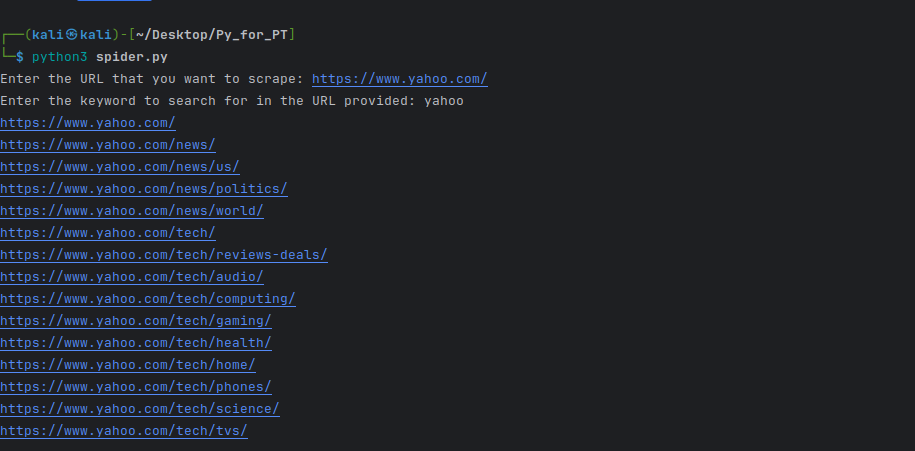 ┌──(kali㉿kali)-[~/Desktop/Py_for_PT]
└─$ python3 spider.py
Enter the URL that you want to scrape: https://www.yahoo.com/
Enter the keyword to search for in the URL provided: yahoo
https://www.yahoo.com/
https://www.yahoo.com/news/
https://www.yahoo.com/news/us/
https://www.yahoo.com/news/politics/
https://www.yahoo.com/news/world/
https://www.yahoo.com/tech/
https://www.yahoo.com/tech/reviews-deals/
https://www.yahoo.com/tech/audio/
https://www.yahoo.com/tech/computing/
https://www.yahoo.com/tech/gaming/
https://www.yahoo.com/tech/health/
https://www.yahoo.com/tech/home/
https://www.yahoo.com/tech/phones/
https://www.yahoo.com/tech/science/
https://www.yahoo.com/tech/tvs/